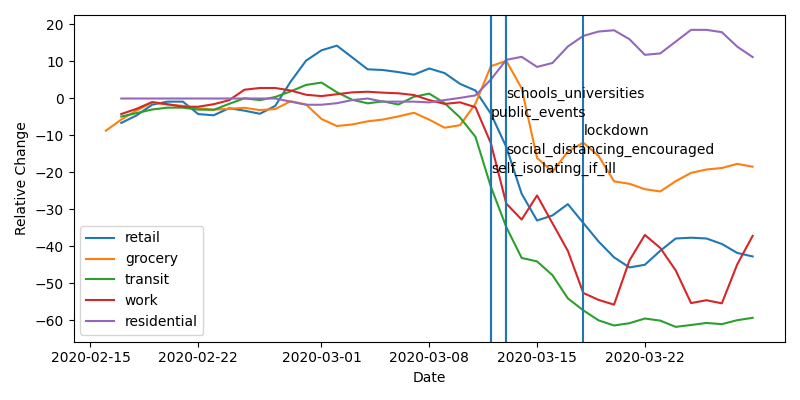 20
10
0
−10
−20
−30
−40
−50
−60
Relative Change
schools_universities
public_events
lockdown
social_distancing_encouraged
self_isolating_if_ill
retail
grocery
transit
work
residential
2020-02-15 2020-02-22 2020-03-01 2020-03-08 2020-03-15 2020-03-22
Date